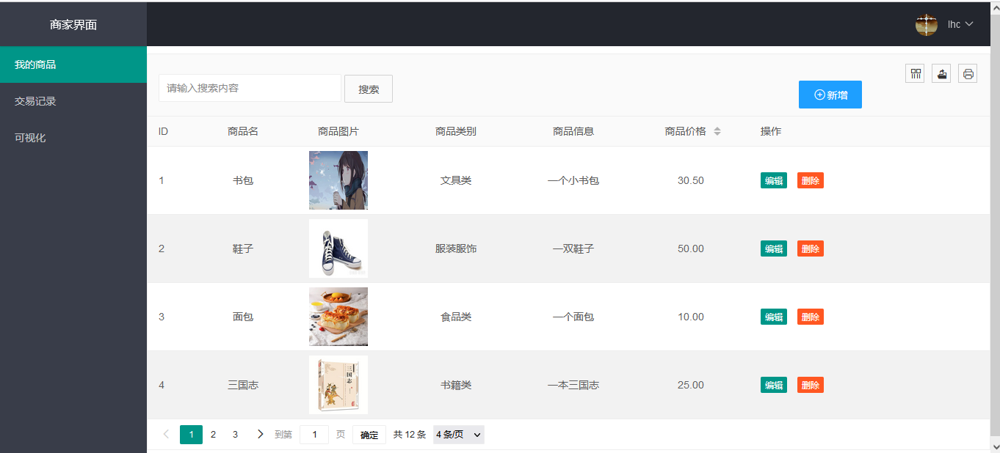 商家界面
lhc
我的商品
交易记录
可视化
请输入搜索内容 搜索 新增
ID 商品名 商品图片 商品类别 商品信息 商品价格 操作
1 书包 文具类 一个小书包 30.50 编辑 删除
2 鞋子 服装服饰 一双鞋子 50.00 编辑 删除
3 面包 食品类 一个面包 10.00 编辑 删除
4 三国志 三国志 书籍类 一本三国志 25.00 编辑 删除
1 2 3 到第 1 页 确定 共 12 条 4 条/页